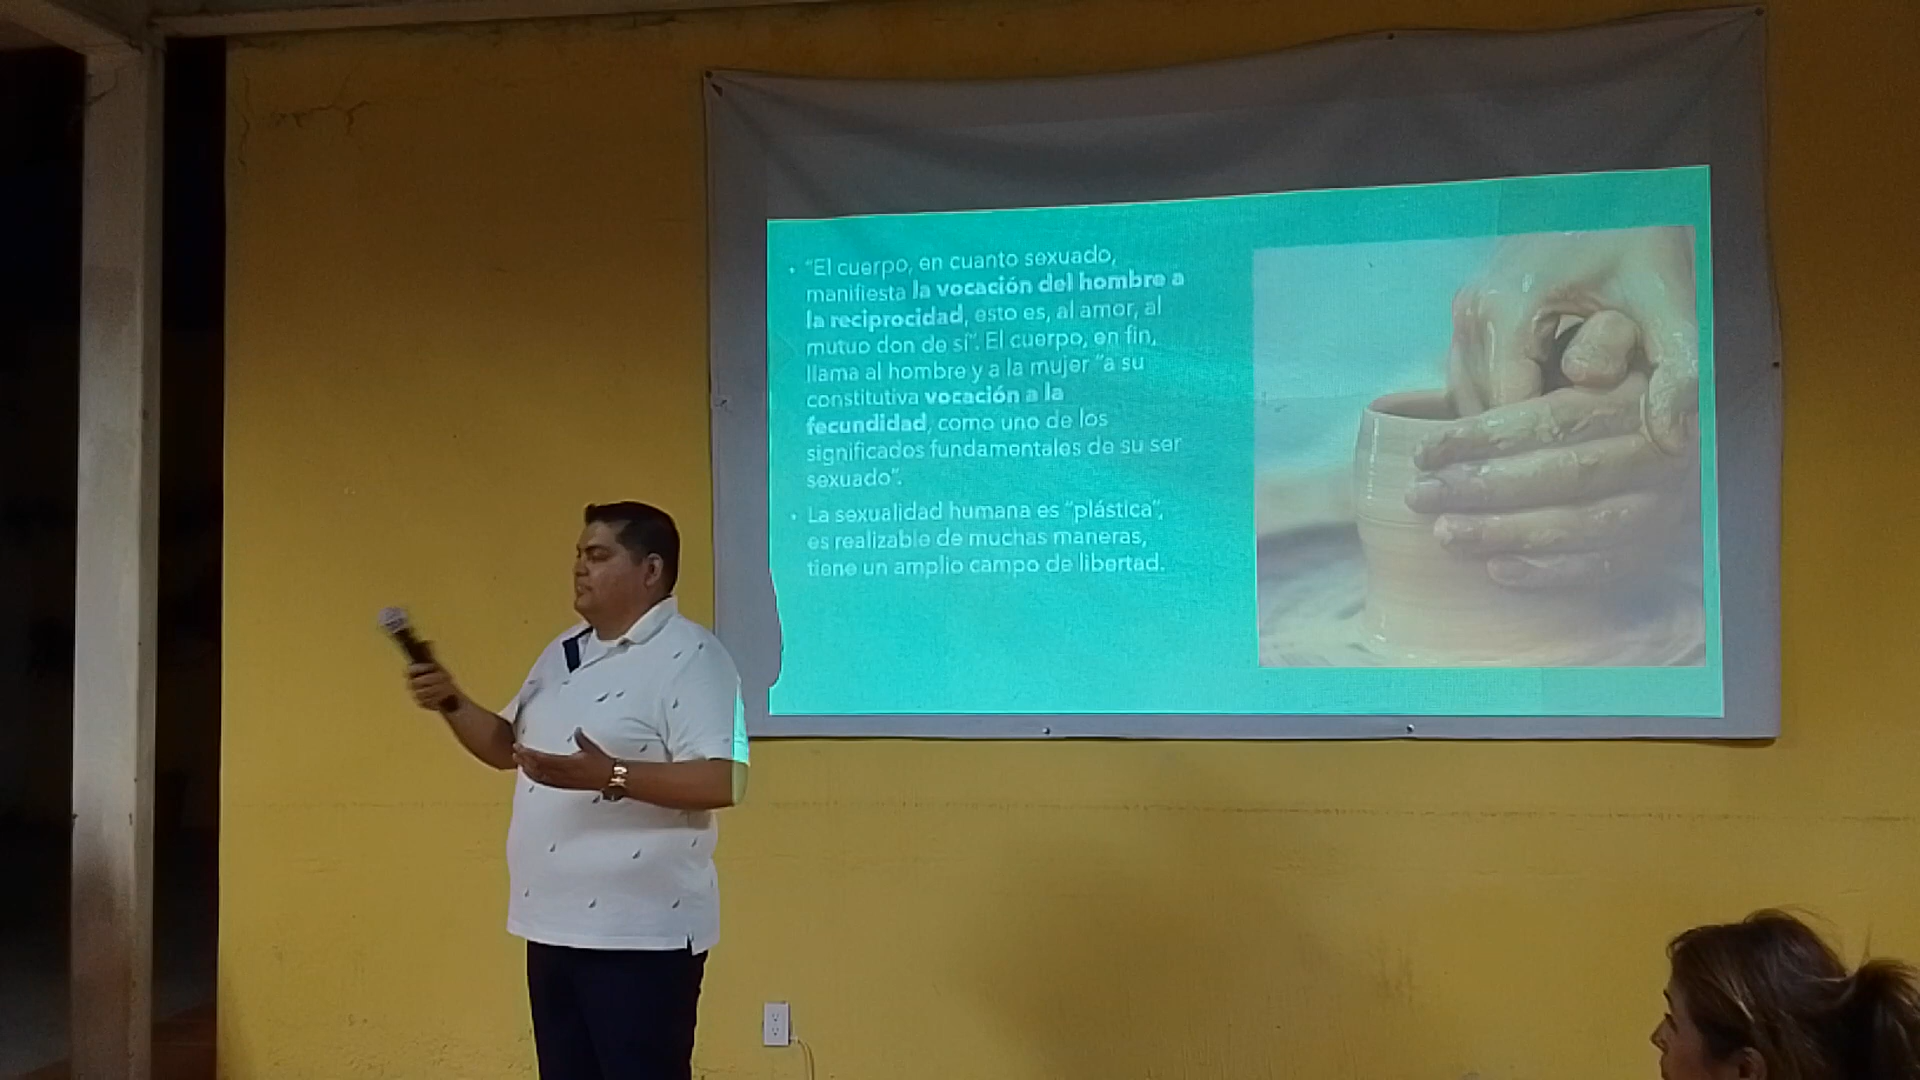 • "El cuerpo, en cuanto sexuado,
manifiesta la vocación del hombre a
la reciprocidad, esto es, al amor, al
mutuo don de sí". El cuerpo, en fin,
llama al hombre y a la mujer "a su
constitutiva vocación a la
fecundidad, como uno de los
significados fundamentales de su ser
sexuado".
• La sexualidad humana es "plástica",
es realizable de muchas maneras,
tiene un amplio campo de libertad.